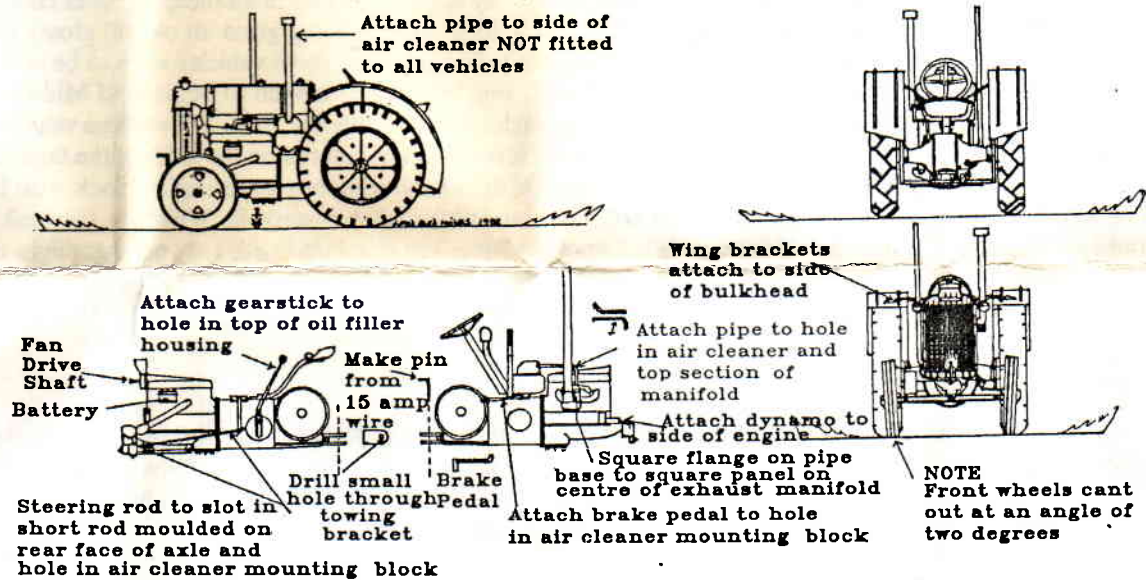 Attach pipe to side of
air cleaner NOT fitted
to all vehicles
Wing brackets
attach to side
of bulkhead
Attach gearstick to
hole in top of oil filler
housing
Fan
Drive
Shaft
Battery
Make pin
from
15 amp
wire
Attach pipe to hole
in air cleaner and
top section of
manifold
Attach dynamo to
side of engine
Square flange on pipe
base to square panel on
centre of exhaust manifold
Drill small
hole through
towing
bracket
Brake
Pedal
Attach brake pedal to hole
in air cleaner mounting block
Steering rod to slot in
short rod moulded on
rear face of axle and
hole in air cleaner mounting block
NOTE
Front wheels cant
out at an angle of
two degrees